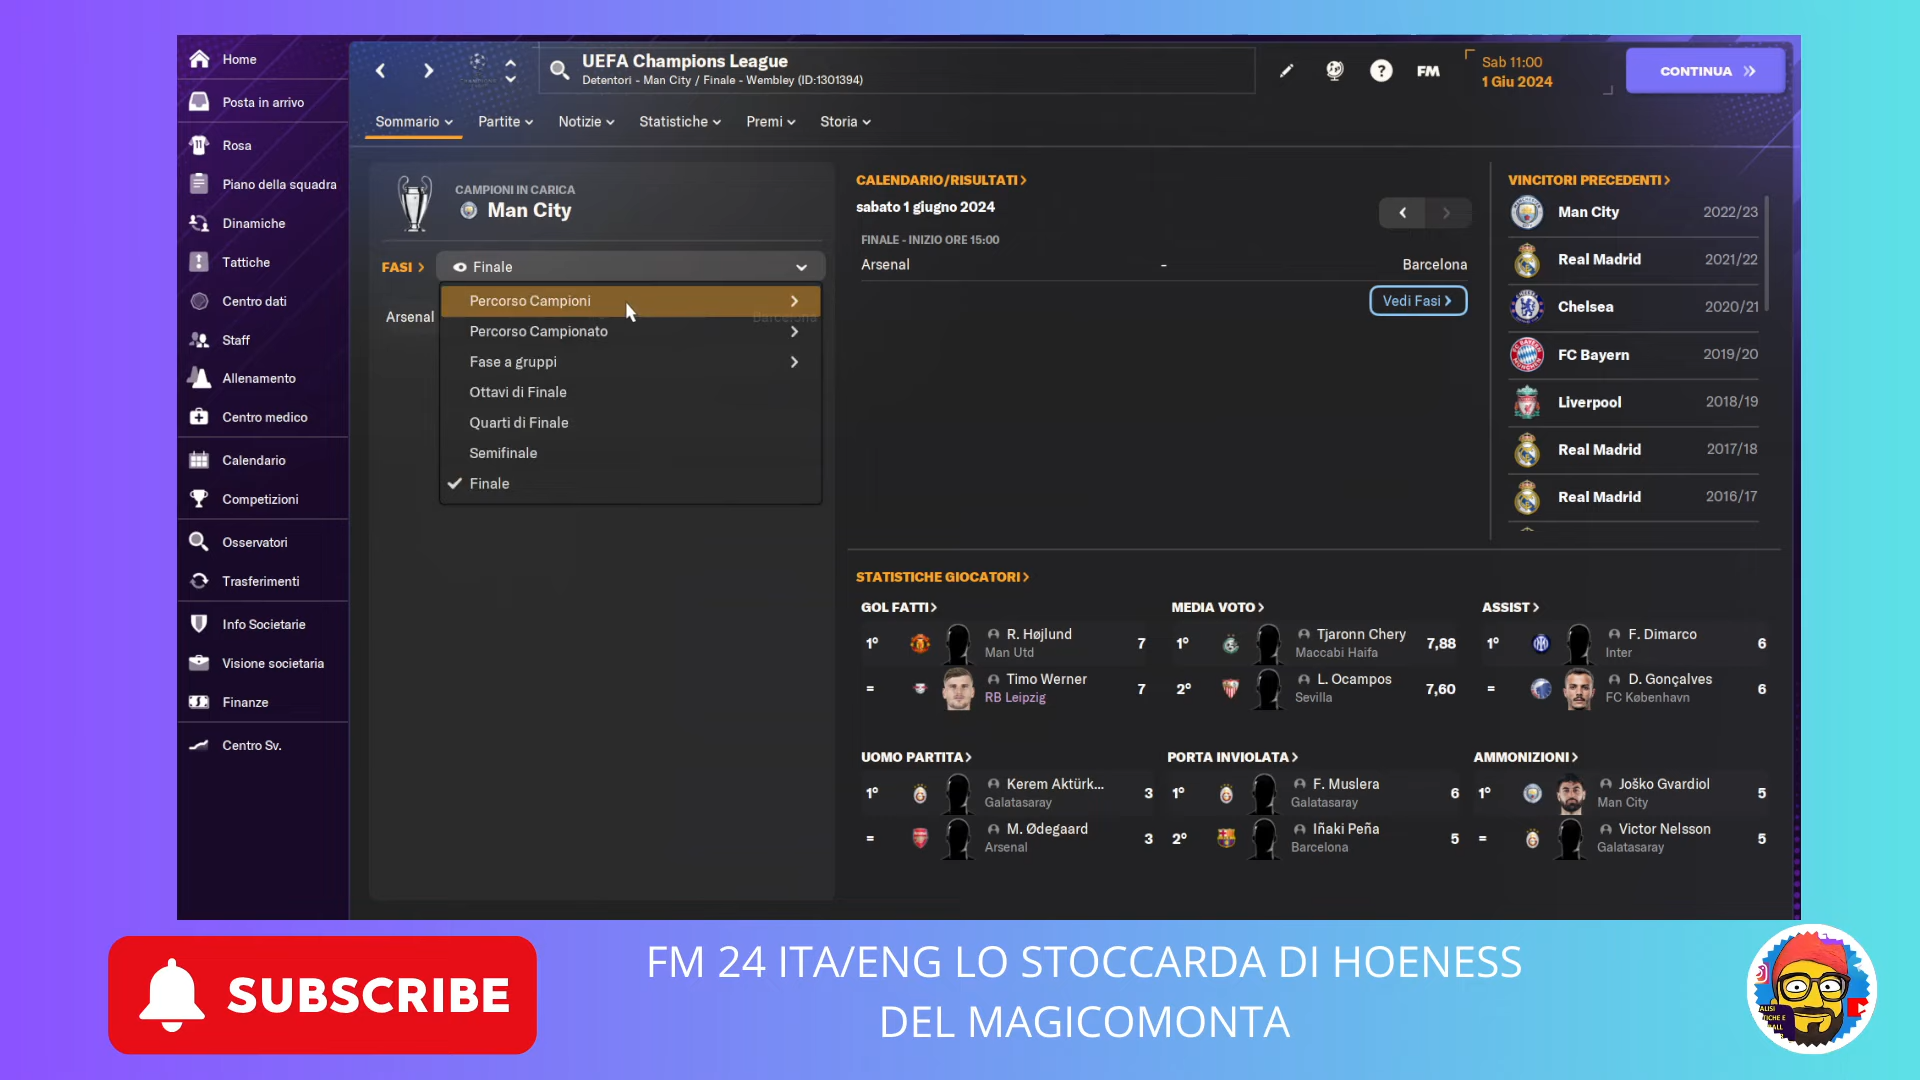 Home
Posta in arrivo
Rosa
Piano della squadra
Dinamiche
Tattiche
Centro dati
Staff
Allenamento
Centro medico
Calendario
Competizioni
Osservatori
Trasferimenti
Info Societarie
Visione societaria
Finanze
Centro Sv.
UEFA Champions League
Detentori - Man City / Finale - Wembley (ID:1301394)
FM
Sab 11:00
1 Giu 2024
CONTINUA
Sommario
Partite
Notizie
Statistiche
Premi
Storia
CAMPIONI IN CARICA
Man City
FASI
Finale
Arsenal
Barcelona
Percorso Campioni
Percorso Campionato
Fase a gruppi
Ottavi di Finale
Quarti di Finale
Semifinale
Finale
CALENDARIO/RISULTATI
sabato 1 giugno 2024
FINALE - INIZIO ORE 15:00
Arsenal - Barcelona
Vedi Fasi
VINCITORI PRECEDENTI
Man City 2022/23
Real Madrid 2021/22
Chelsea 2020/21
FC Bayern 2019/20
Liverpool 2018/19
Real Madrid 2017/18
Real Madrid 2016/17
STATISTICHE GIOCATORI
GOL FATTI
1° R. Højlund 7
Man Utd
= Timo Werner 7
RB Leipzig
MEDIA VOTO
1° Tjaronn Chery 7,88
Maccabi Haifa
2° L. Ocampos 7,60
Sevilla
ASSIST
1° F. Dimarco 6
Inter
= D. Gonçalves 6
FC København
UOMO PARTITA
1° Kerem Aktürk... 3
Galatasaray
= M. Ødegaard 3
Arsenal
PORTA INVIOLATA
1° F. Muslera 6
Galatasaray
2° Iñaki Peña 5
Barcelona
AMMONIZIONI
1° Joško Gvardiol 5
Man City
= Victor Nelsson 5
Galatasaray
SUBSCRIBE
FM 24 ITA/ENG LO STOCCARDA DI HOENESS
DEL MAGICOMONTA